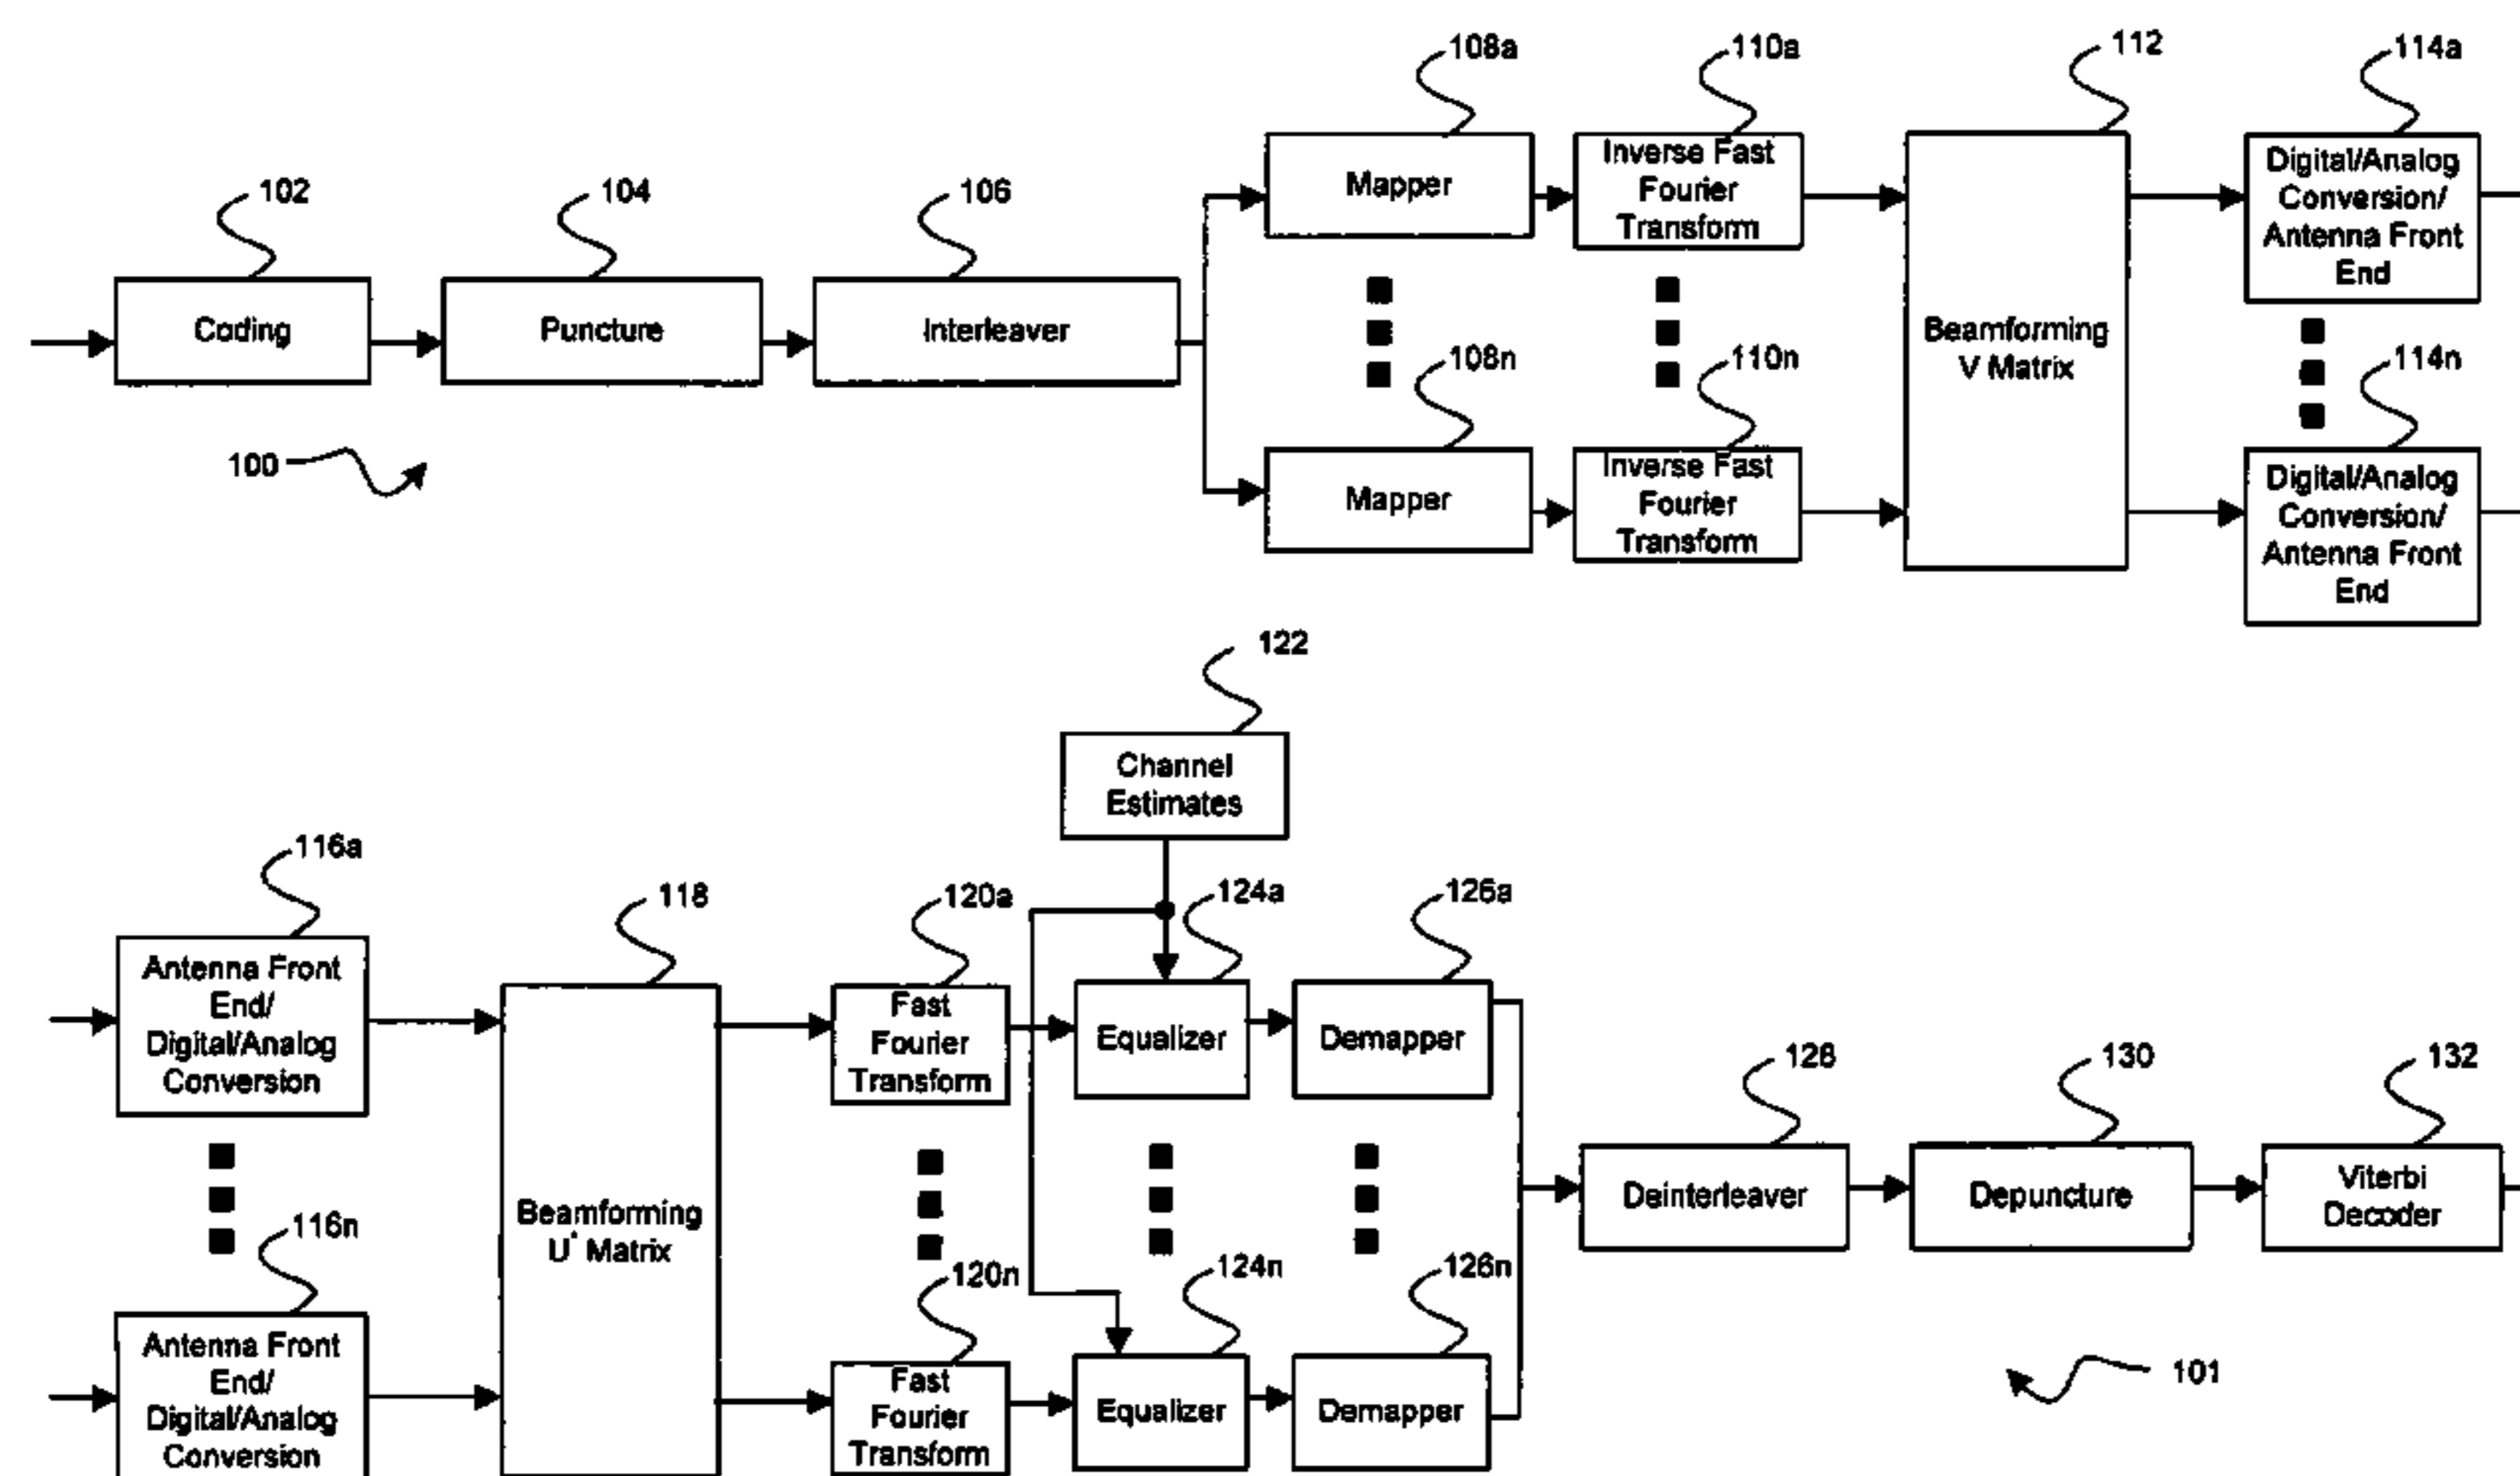 108a
110a
112
114a
102
104
106
Mapper
Inverse Fast
Fourier
Transform
Digital/Analog
Conversion/
Antenna Front
End
Coding
Puncture
Interleaver
Beamforming
V Matrix
108n
110n
114n
100
Mapper
Inverse Fast
Fourier
Transform
Digital/Analog
Conversion/
Antenna Front
End
122
Channel
Estimates
116a
118
120a
124a
126a
Antenna Front
End/
Digital/Analog
Conversion
Fast
Fourier
Transform
Equalizer
Demapper
128
130
132
Beamforming
U* Matrix
Deinterleaver
Depuncture
Viterbi
Decoder
116n
120n
124n
126n
Antenna Front
End/
Digital/Analog
Conversion
Fast
Fourier
Transform
Equalizer
Demapper
101